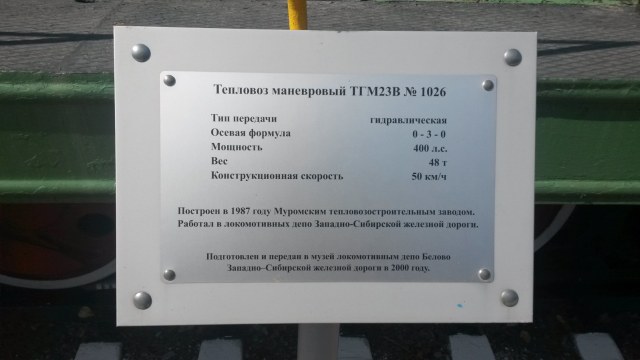 Тепловоз маневровый ТГМ23В № 1026
Тип передачи гидравлическая
Осевая формула 0 - 3 - 0
Мощность 400 л.с.
Вес 48 т
Конструкционная скорость 50 км/ч
Построен в 1987 году Муромским тепловозостроительным заводом.
Работал в локомотивных депо Западно-Сибирской железной дороги.
Подготовлен и передан в музей локомотивным депо Белово
Западно–Сибирской железной дороги в 2000 году.